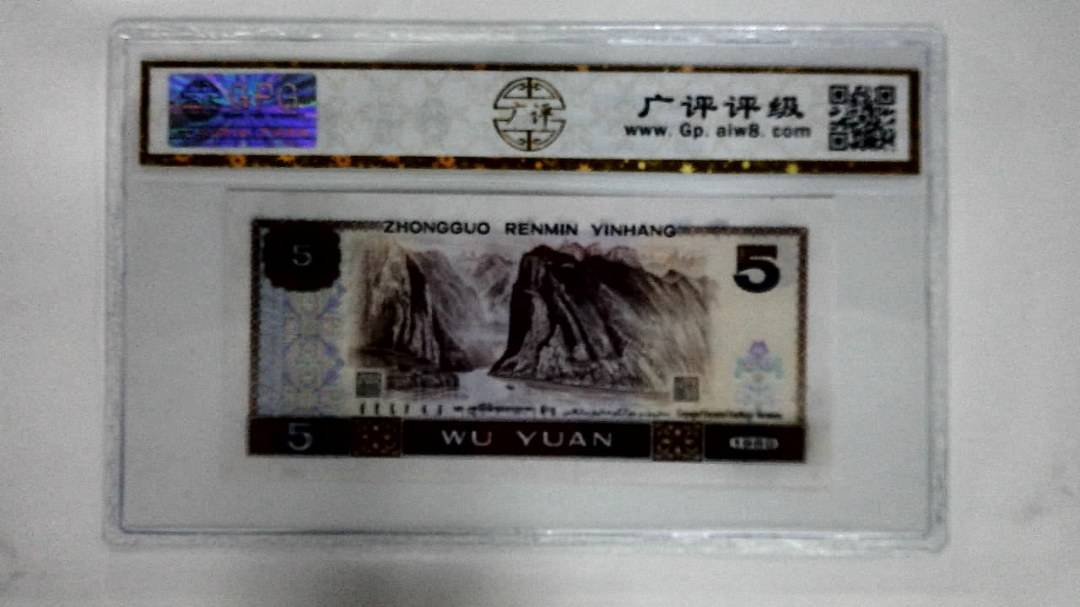 GPG
广评
广评评级
www.Gp.aiw8.com
ZHONGGUO RENMIN YINHANG
5
5
5
WU YUAN
1980